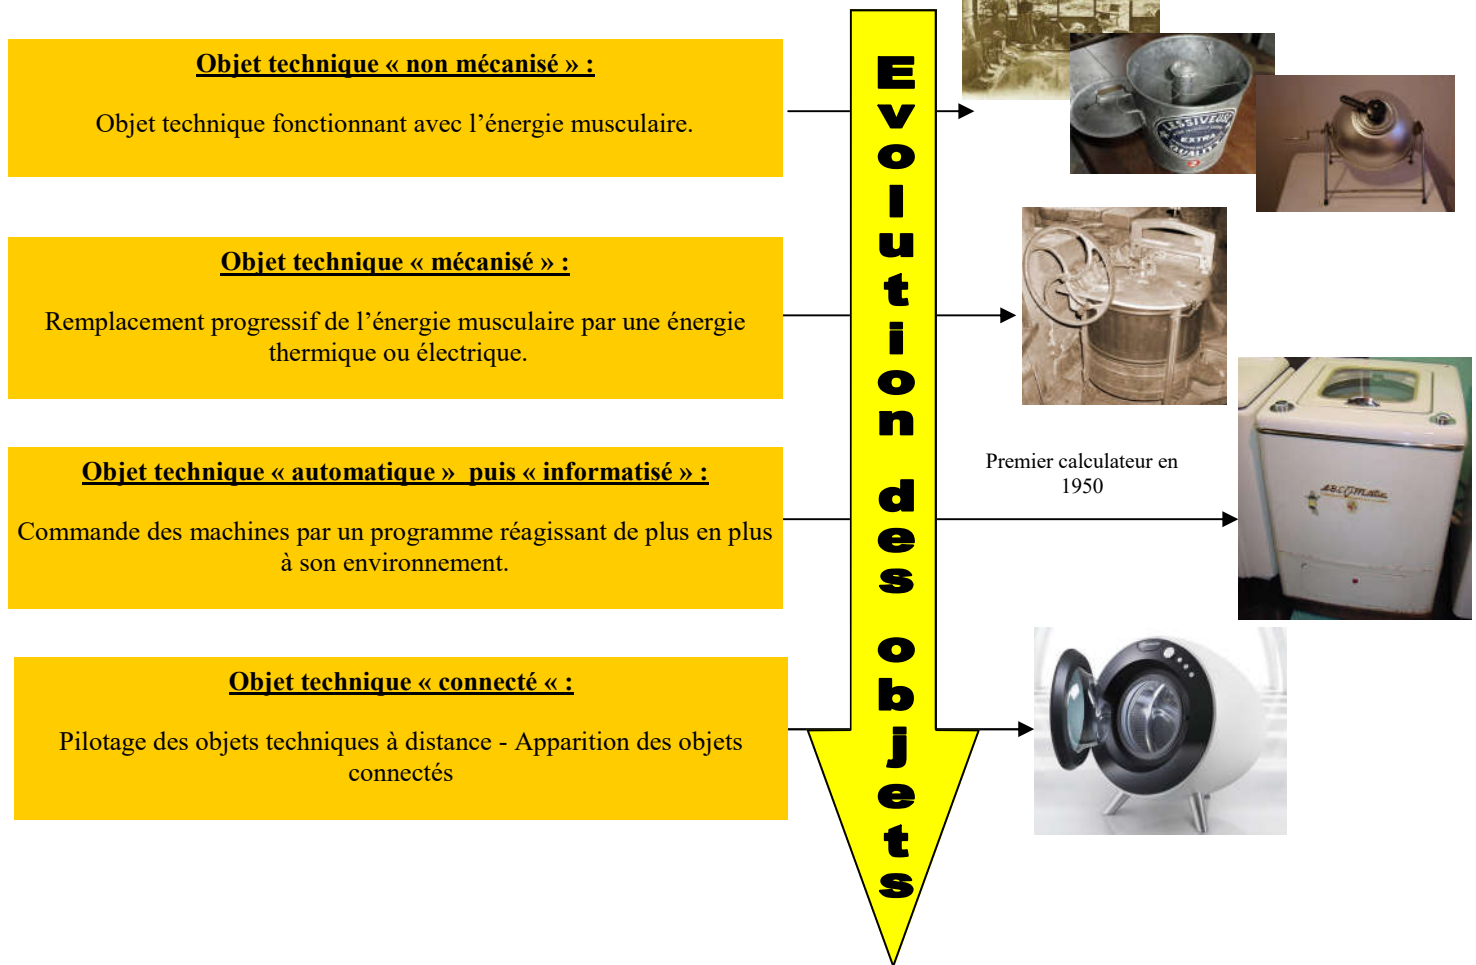 Objet technique « non mécanisé » :
Objet technique fonctionnant avec l’énergie musculaire.
Objet technique « mécanisé » :
Remplacement progressif de l’énergie musculaire par une énergie
thermique ou électrique.
Objet technique « automatique » puis « informatisé » :
Commande des machines par un programme réagissant de plus en plus
à son environnement.
Objet technique « connecté « :
Pilotage des objets techniques à distance - Apparition des objets
connectés
Evolution des objets
LESSIVEUSE
EXTRA
QUALITY
2
Premier calculateur en
1950